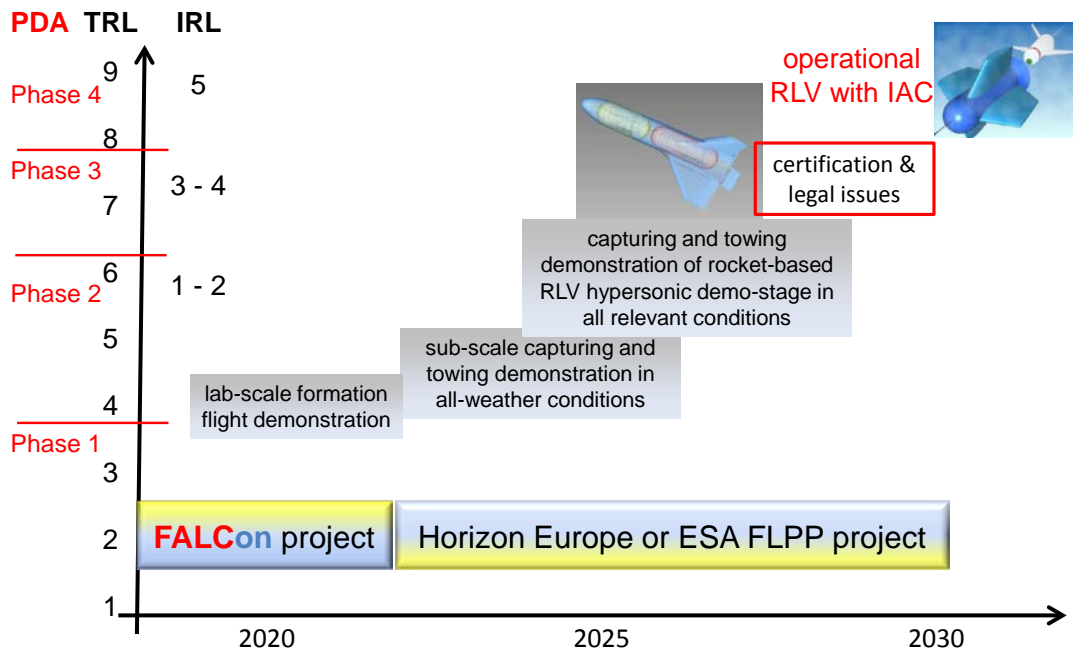 PDA TRL IRL
9
5
Phase 4
8
Phase 3
3 - 4
7
6
1 - 2
Phase 2
5
4
Phase 1
3
2
1
operational
RLV with IAC
certification &
legal issues
capturing and towing
demonstration of rocket-based
RLV hypersonic demo-stage in
all relevant conditions
sub-scale capturing and
towing demonstration in
all-weather conditions
lab-scale formation
flight demonstration
FALCon project
Horizon Europe or ESA FLPP project
2020 2025 2030